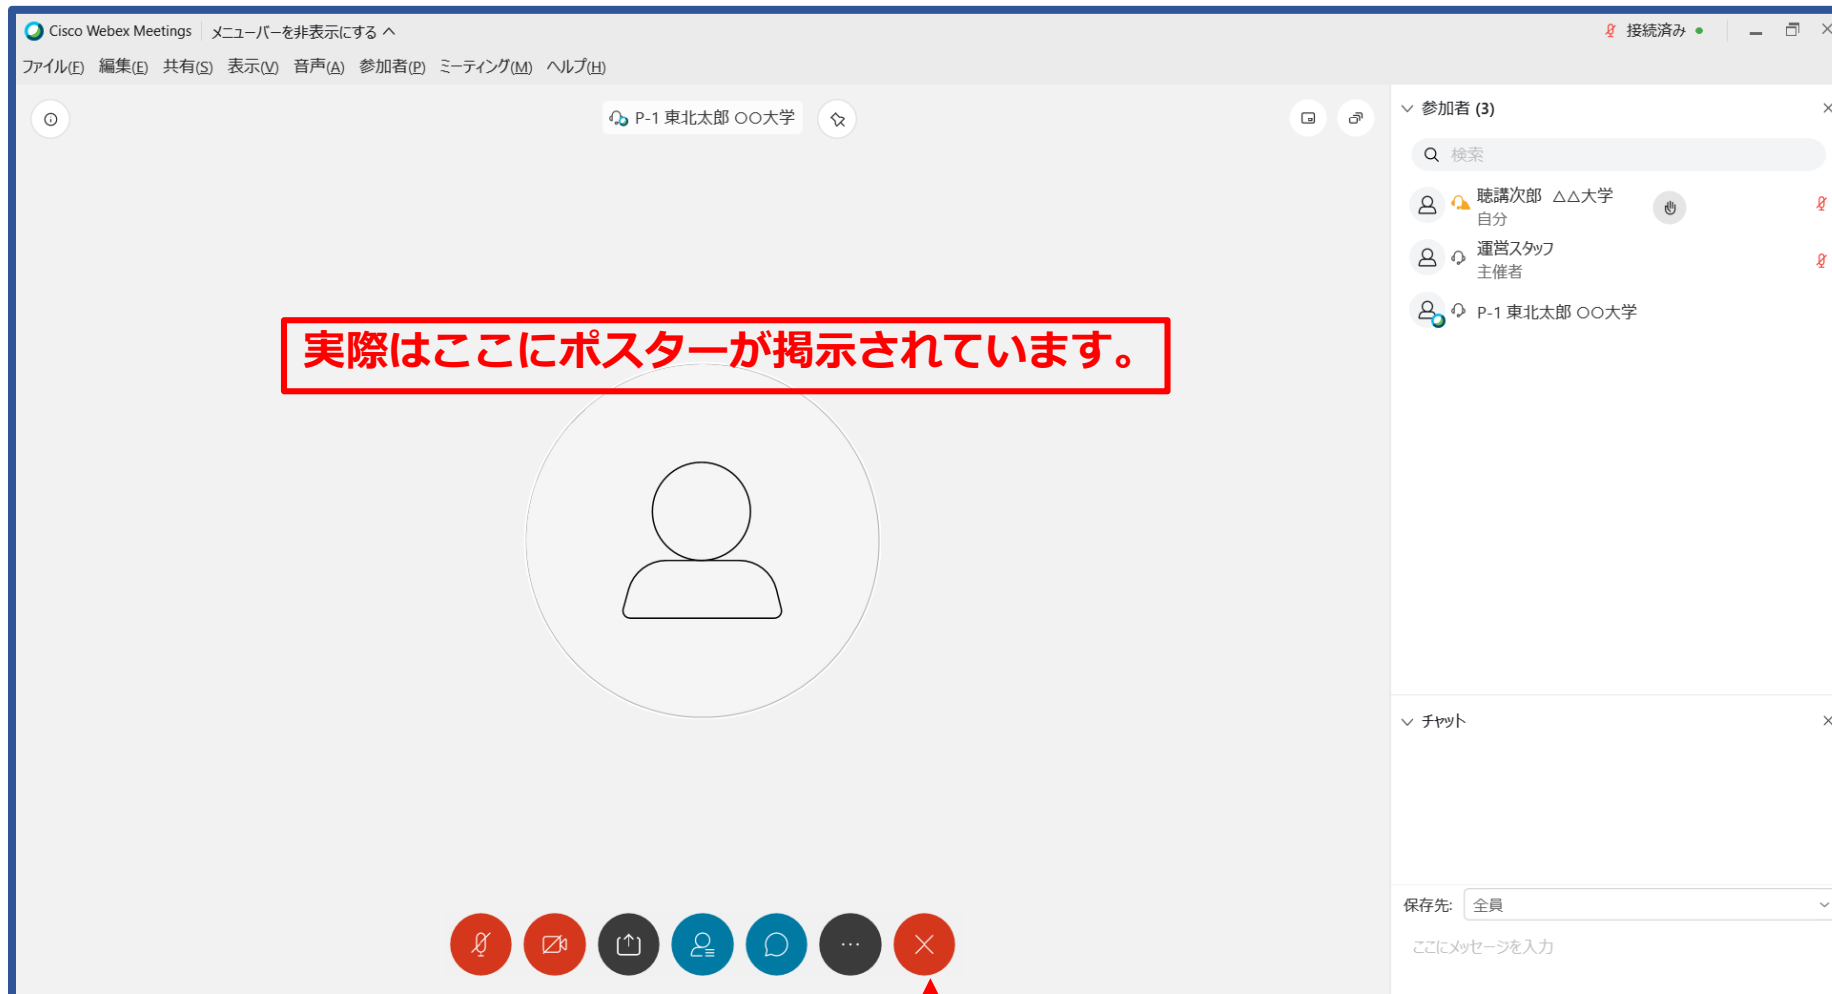 Cisco Webex Meetings メニューバーを非表示にする
接続済み
ファイル(F) 編集(E) 共有(S) 表示(V) 音声(A) 参加者(P) ミーティング(M) ヘルプ(H)
P-1 東北太郎 〇〇大学
実際はここにポスターが掲示されています。
参加者 (3)
検索
聴講次郎 △△大学
自分
運営スタッフ
主催者
P-1 東北太郎 〇〇大学
チャット
保存先: 全員
ここにメッセージを入力